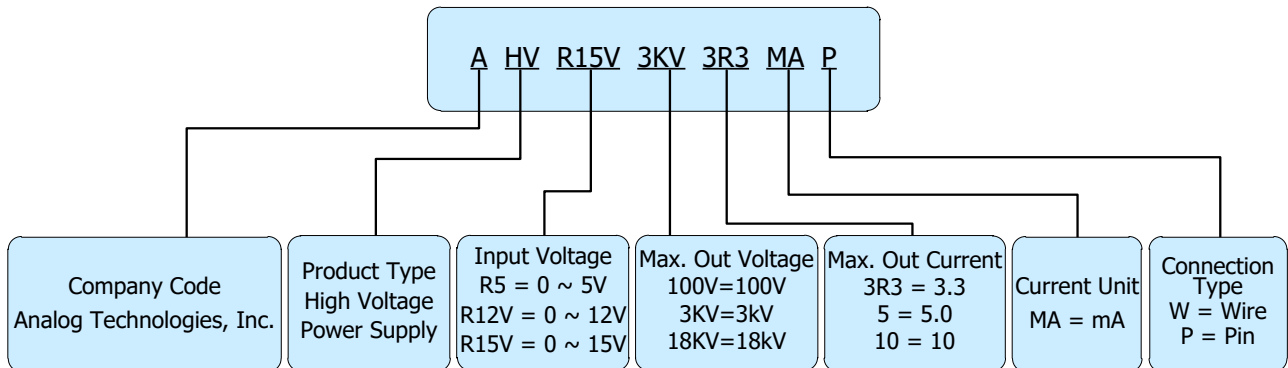 A HV R15V 3KV 3R3 MA P
Company Code
Analog Technologies, Inc.
Product Type
High Voltage
Power Supply
Input Voltage
R5 = 0 ~ 5V
R12V = 0 ~ 12V
R15V = 0 ~ 15V
Max. Out Voltage
100V=100V
3KV=3kV
18KV=18kV
Max. Out Current
3R3 = 3.3
5 = 5.0
10 = 10
Current Unit
MA = mA
Connection
Type
W = Wire
P = Pin